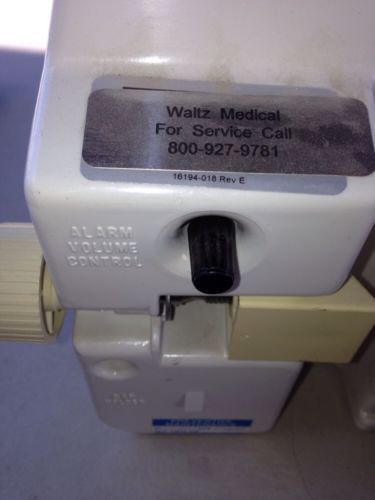 Waltz Medical
For Service Call
800-927-9781
16194-018 Rev E
ALARM
VOLUME
CONTROL